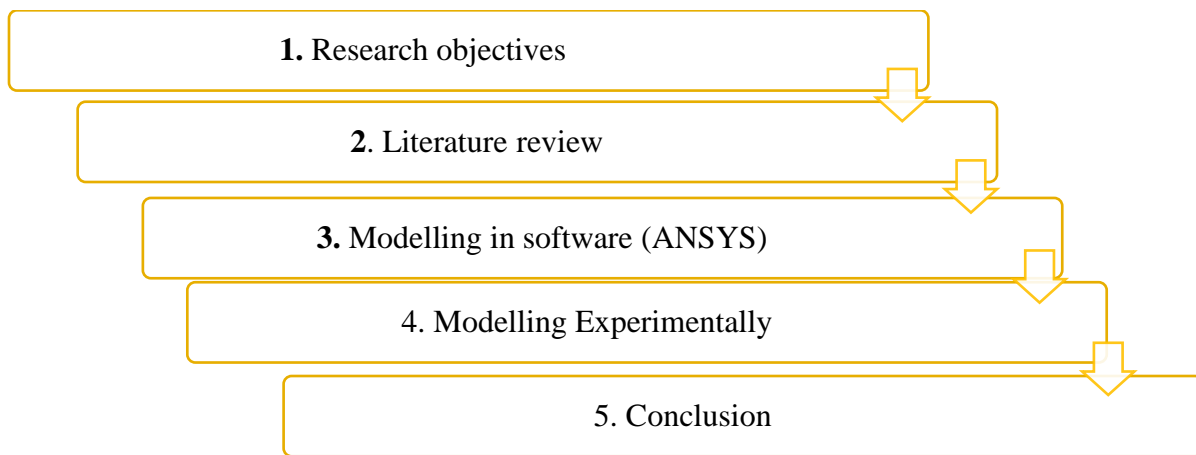 1. Research objectives
2. Literature review
3. Modelling in software (ANSYS)
4. Modelling Experimentally
5. Conclusion